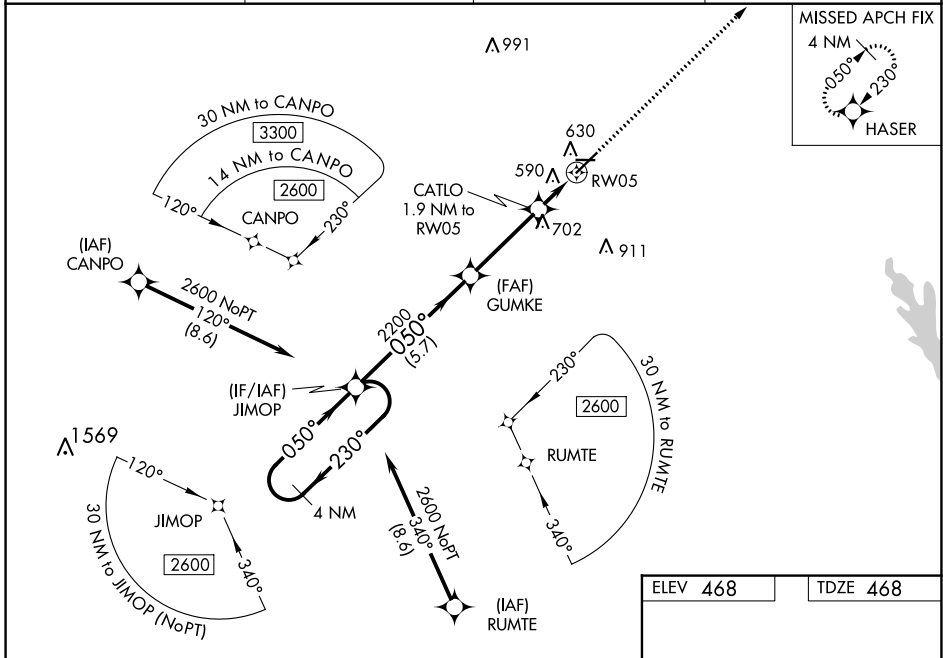 991
MISSED APCH FIX
4 NM
050°
230°
HASER
30 NM to CANPO
3300
14 NM to CANPO
2600
120°
CANPO
230°
630
590
RW05
CATLO
1.9 NM to
RW05
702
911
(IAF)
CANPO
2600 NoPT
120°
(8.6)
(FAF)
GUMKE
2200
050°
(5.7)
(IF/IAF)
JIMOP
050°
230°
4 NM
230°
2600
30 NM to RUMTE
RUMTE
340°
1569
120°
JIMOP
2600
340°
30 NM to JIMOP (NoPT)
2600 NoPT
340°
(8.6)
(IAF)
RUMTE
ELEV 468
TDZE 468